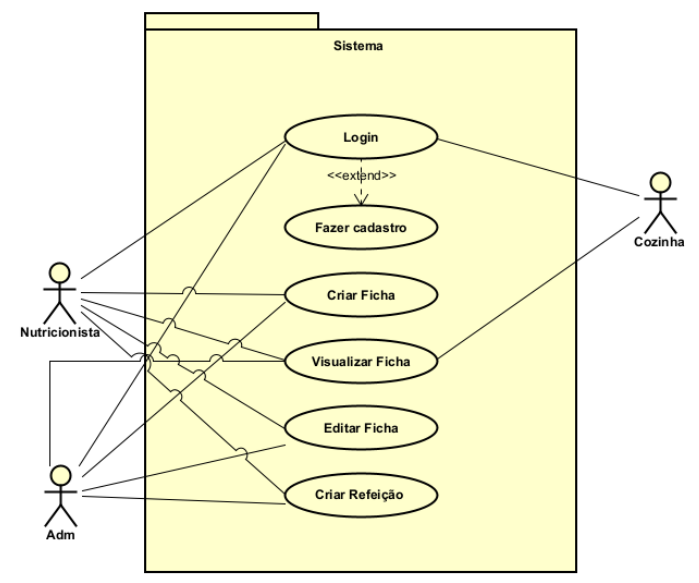 Sistema
Login
<<extend>>
Fazer cadastro
Cozinha
Criar Ficha
Nutricionista
Visualizar Ficha
Editar Ficha
Criar Refeição
Adm